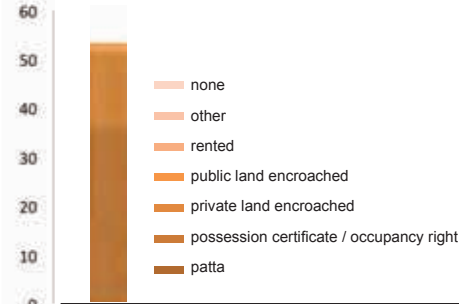 60
50
40
30
20
10
0
none
other
rented
public land encroached
private land encroached
possession certificate / occupancy right
patta